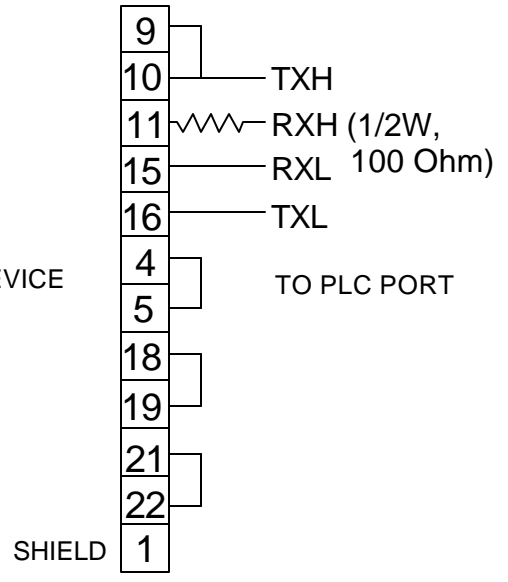 9
10 TXH
11 RXH (1/2W,
15 RXL 100 Ohm)
16 TXL
4
EVICE TO PLC PORT
5
18
19
21
22
SHIELD 1